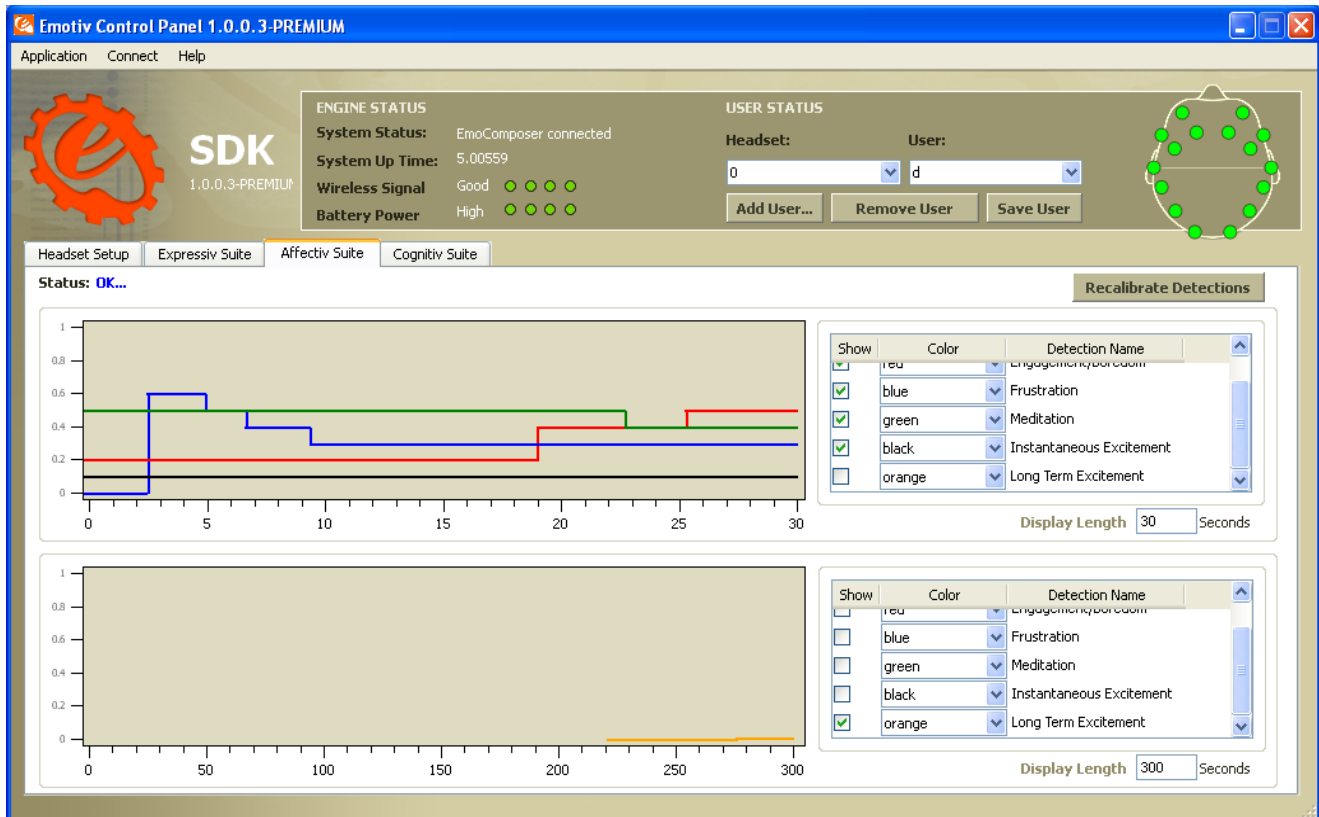 Emotiv Control Panel 1.0.0.3-PREMIUM
Application Connect Help
SDK
1.0.0.3-PREMIUM
ENGINE STATUS
System Status: EmoComposer connected
System Up Time: 5.00559
Wireless Signal Good
Battery Power High
USER STATUS
Headset: User:
0 d
Add User... Remove User Save User
Headset Setup Expressiv Suite Affectiv Suite Cognitiv Suite
Status: OK...
Recalibrate Detections
1
0.8
0.6
0.4
0.2
0
0 5 10 15 20 25 30
Show Color Detection Name
red Engagement/Boredom
blue Frustration
green Meditation
black Instantaneous Excitement
orange Long Term Excitement
Display Length 30 Seconds
1
0.8
0.6
0.4
0.2
0
0 50 100 150 200 250 300
Show Color Detection Name
red Engagement/Boredom
blue Frustration
green Meditation
black Instantaneous Excitement
orange Long Term Excitement
Display Length 300 Seconds